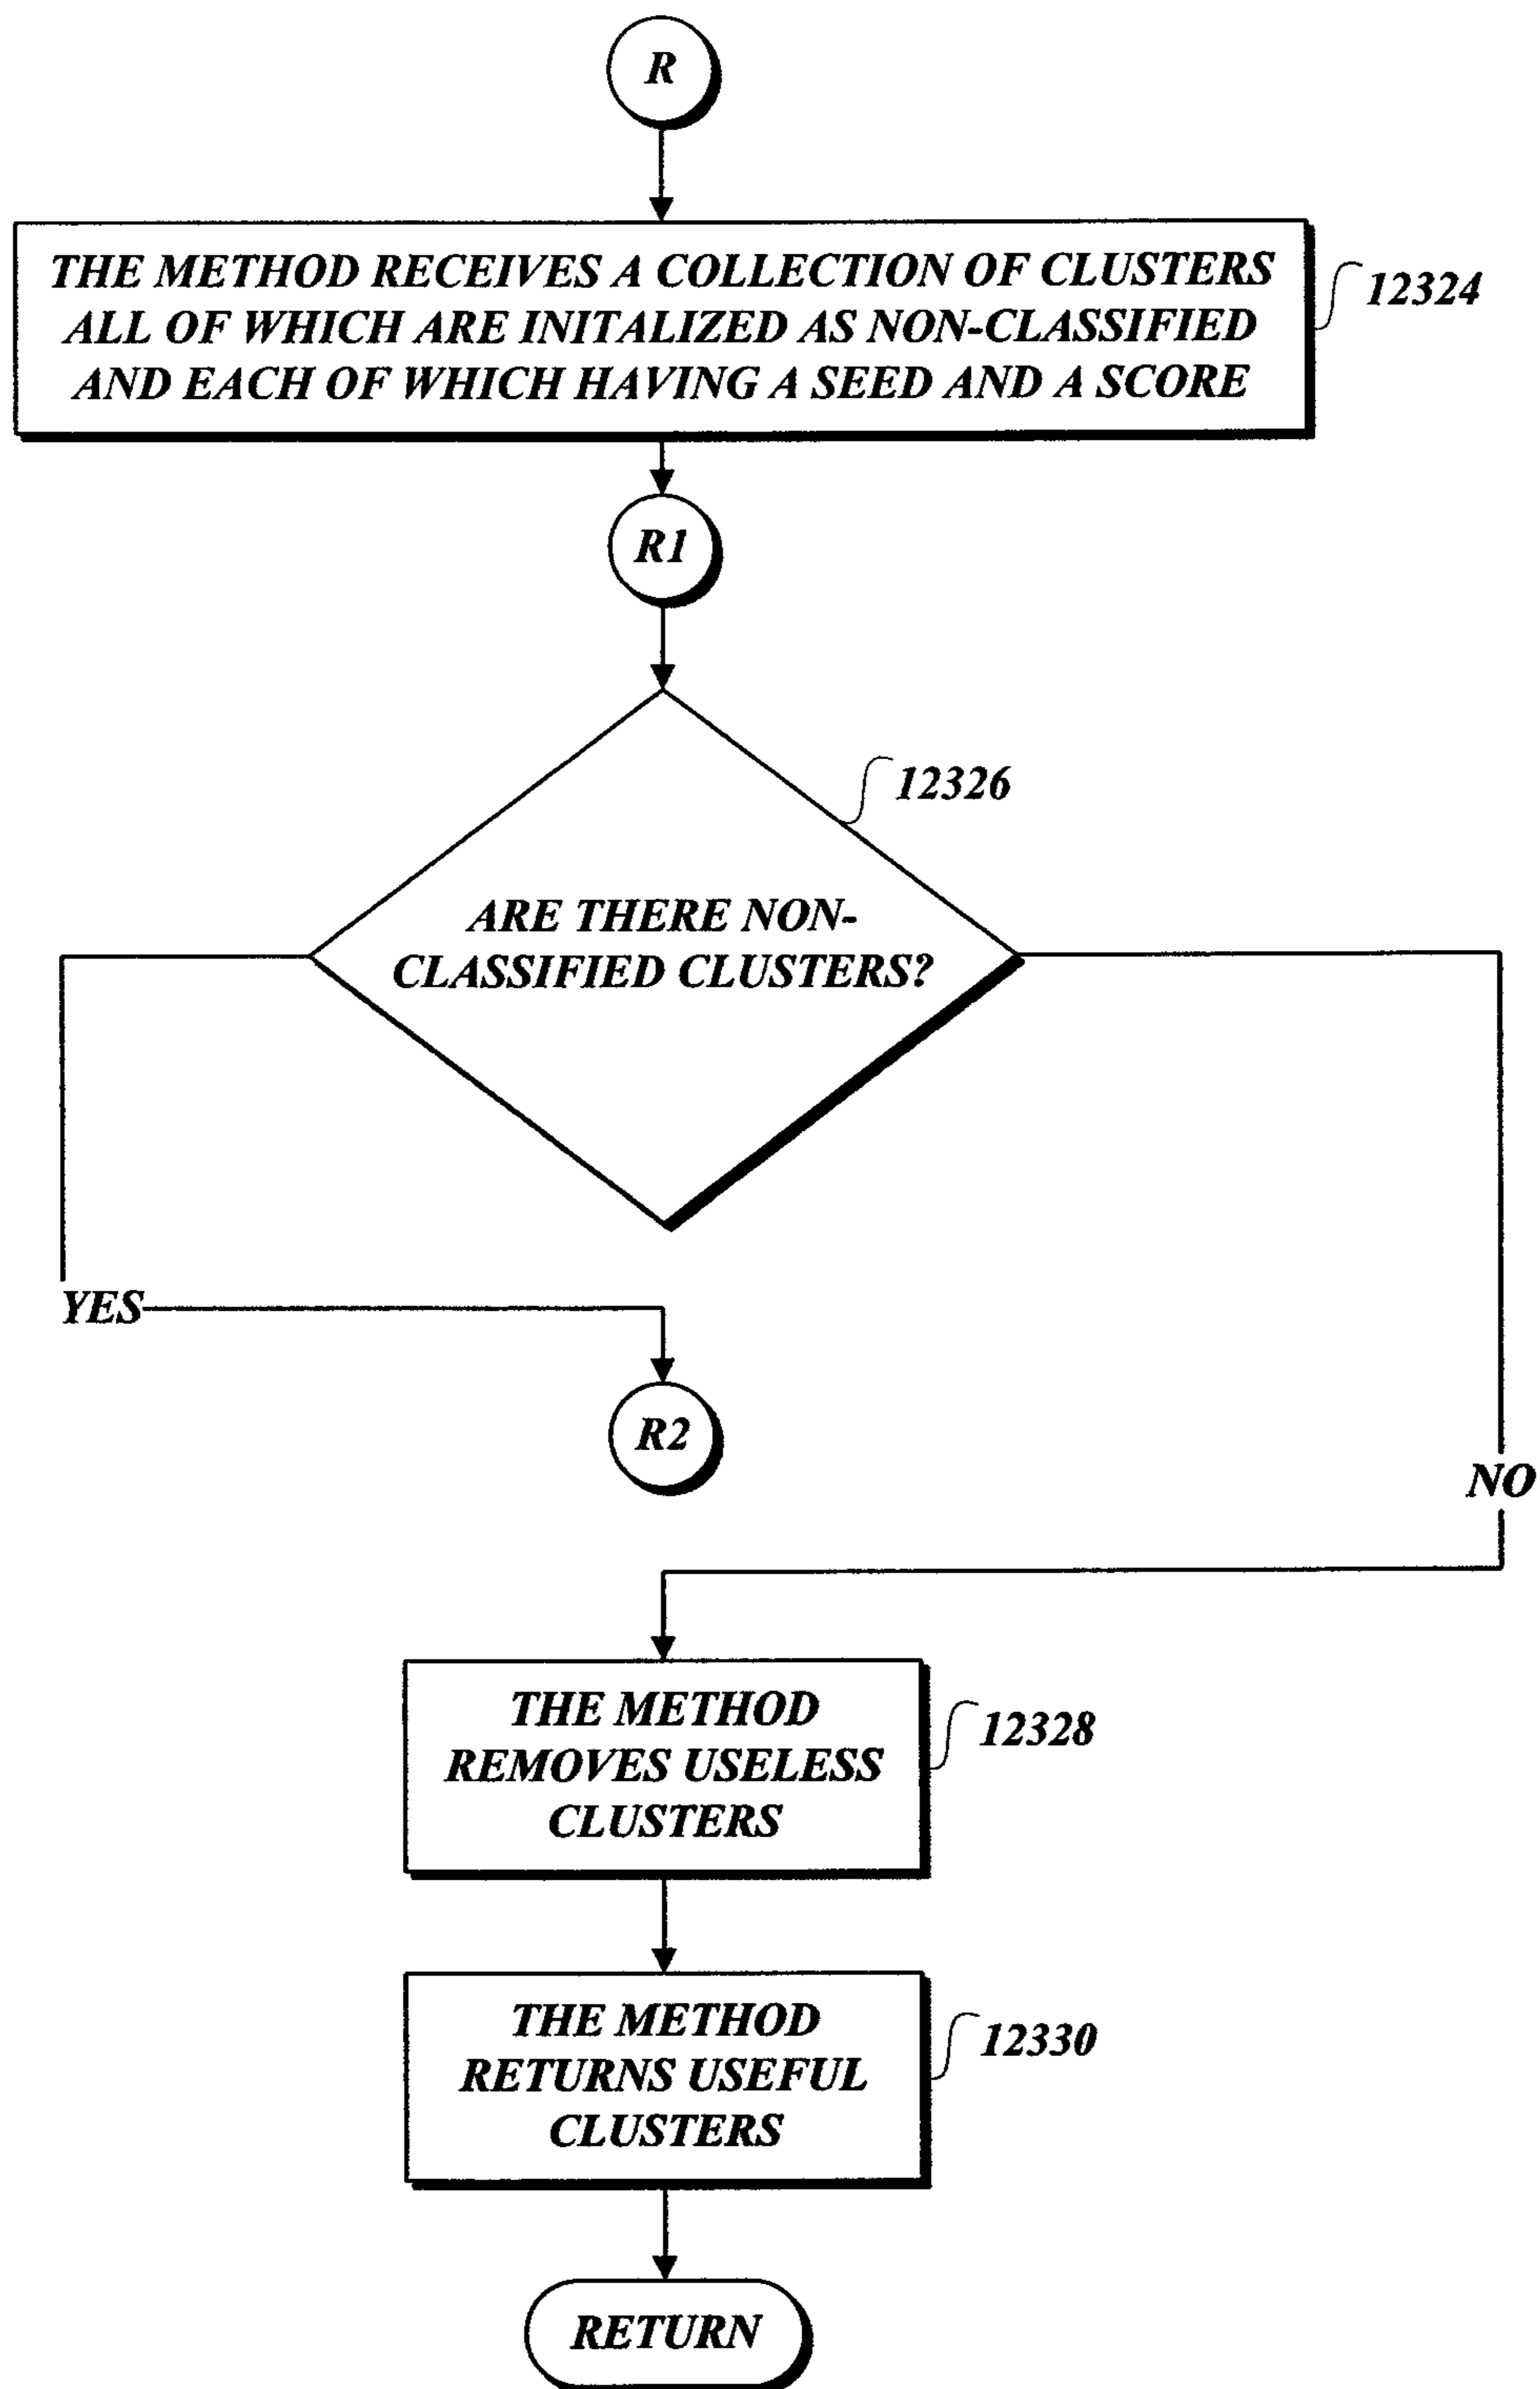 R
THE METHOD RECEIVES A COLLECTION OF CLUSTERS
ALL OF WHICH ARE INITALIZED AS NON-CLASSIFIED
AND EACH OF WHICH HAVING A SEED AND A SCORE
12324
R1
12326
ARE THERE NON-
CLASSIFIED CLUSTERS?
YES
R2
NO
THE METHOD
REMOVES USELESS
CLUSTERS
12328
THE METHOD
RETURNS USEFUL
CLUSTERS
12330
RETURN